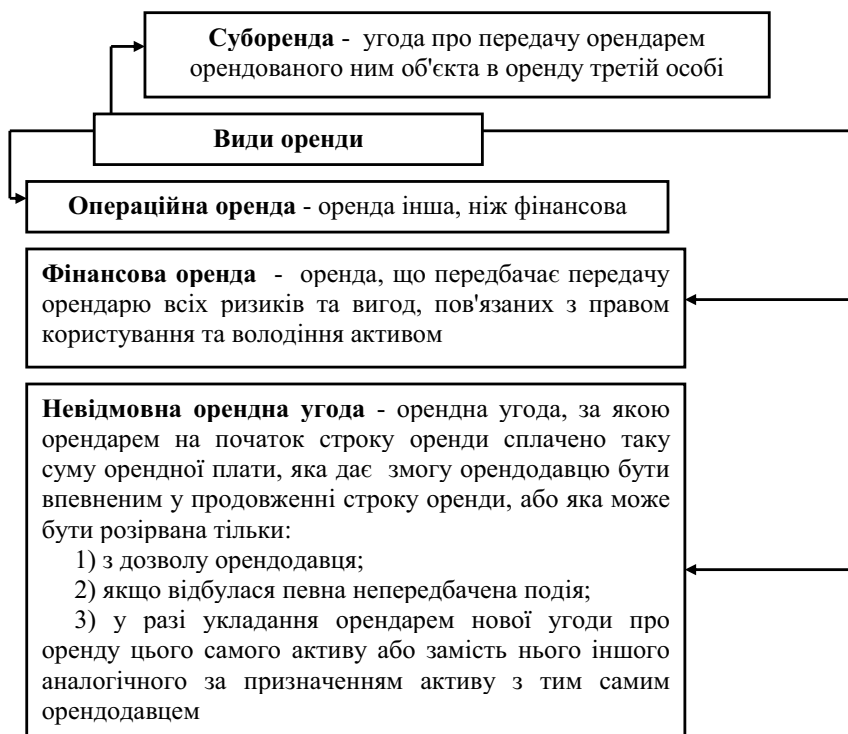 Суборенда - угода про передачу орендарем
орендованого ним об'єкта в оренду третій особі
Види оренди
Операційна оренда - оренда інша, ніж фінансова
Фінансова оренда - оренда, що передбачає передачу
орендарю всіх ризиків та вигод, пов'язаних з правом
користування та володіння активом
Невідмовна орендна угода - орендна угода, за якою
орендарем на початок строку оренди сплачено таку
суму орендної плати, яка дає змогу орендодавцю бути
впевненим у продовженні строку оренди, або яка може
бути розірвана тільки:
1) з дозволу орендодавця;
2) якщо відбулася певна непередбачена подія;
3) у разі укладання орендарем нової угоди про
оренду цього самого активу або замість нього іншого
аналогічного за призначенням активу з тим самим
орендодавцем